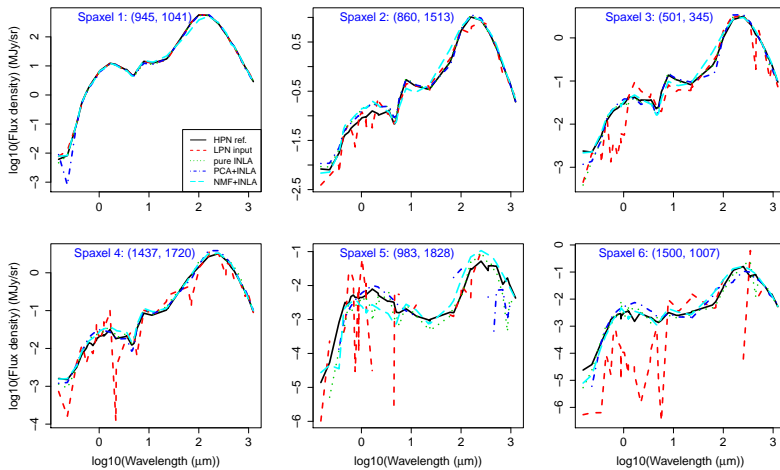 Spaxel 1: (945, 1041)
Spaxel 2: (860, 1513)
Spaxel 3: (501, 345)
log10(Flux density) (MJy/sr)
2
1
0
−1
−2
−3
0.5
−0.5
−1.5
−2.5
0
−1
−2
−3
HPN ref.
LPN input
pure INLA
PCA+INLA
NMF+INLA
0 1 2 3
0 1 2 3
0 1 2 3
Spaxel 4: (1437, 1720)
Spaxel 5: (983, 1828)
Spaxel 6: (1500, 1007)
log10(Flux density) (MJy/sr)
0
−1
−2
−3
−4
−1
−2
−3
−4
−5
−6
0
−1
−2
−3
−4
−5
−6
0 1 2 3
0 1 2 3
0 1 2 3
log10(Wavelength (μm))
log10(Wavelength (μm))
log10(Wavelength (μm))